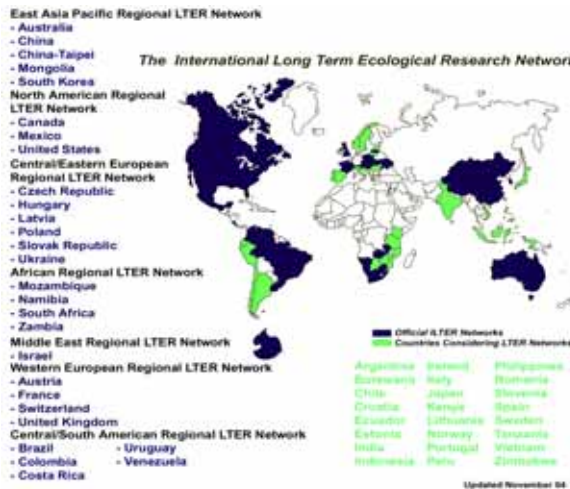 East Asia Pacific Regional LTER Network
- Australia
- China
- China-Taipei
- Mongolia
- South Korea
North American Regional
LTER Network
- Canada
- Mexico
- United States
Central/Eastern European
Regional LTER Network
- Czech Republic
- Hungary
- Latvia
- Poland
- Slovak Republic
- Ukraine
African Regional LTER Network
- Mozambique
- Namibia
- South Africa
- Zambia
Middle East Regional LTER Network
- Israel
Western European Regional LTER Network
- Austria
- France
- Switzerland
- United Kingdom
Central/South American Regional LTER Network
- Brazil - Uruguay
- Colombia - Venezuela
- Costa Rica
The International Long Term Ecological Research Network
Official ILTER Networks
Countries Considering LTER Networks
Argentina Ireland Philippines
Botswana Italy Romania
Chile Japan Slovenia
Croatia Kenya Spain
Ecuador Lithuania Sweden
Estonia Norway Tanzania
India Portugal Vietnam
Indonesia Peru Zimbabwe
Updated November 04